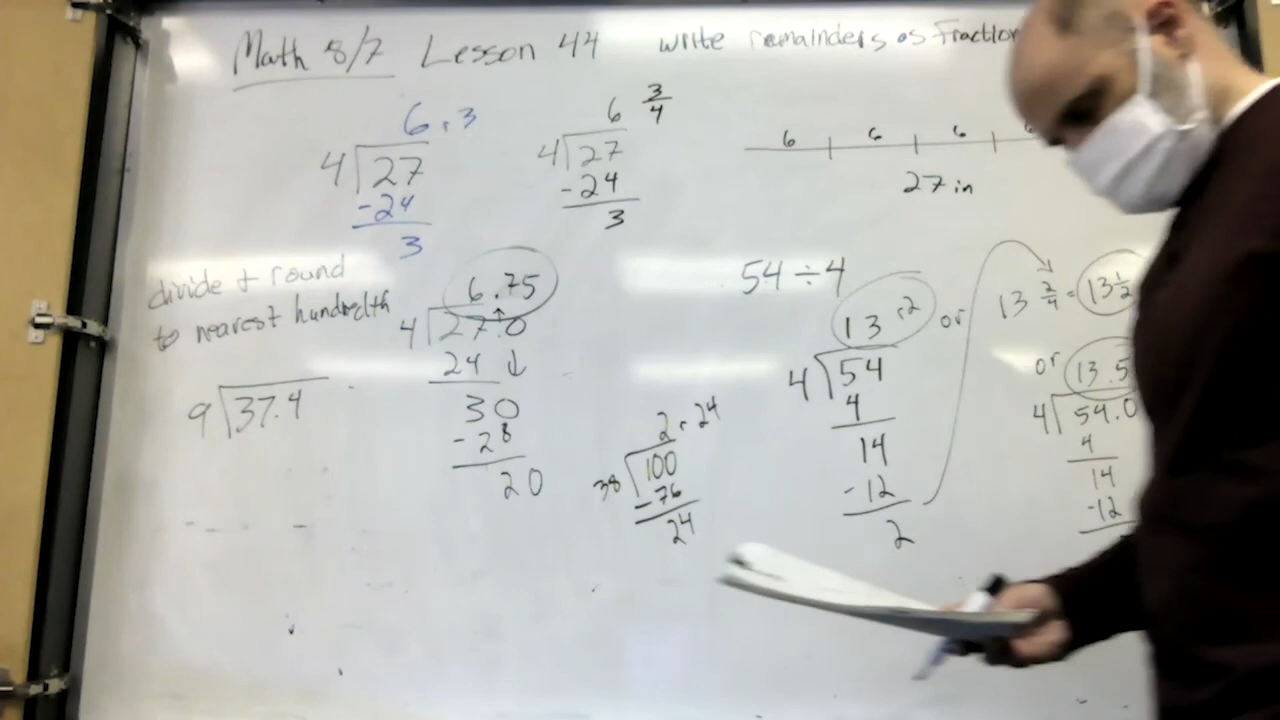 Math 8/7 Lesson 44 write remainders as fraction
6 r 3
4 27
-24
3
6 3/4
4 27
-24
3
6 6 6
27 in
divide + round
to nearest hundredth
9 37.4
6.75
4 27.0
24 ↓
30
-28
20
2 r 24
38 100
-76
24
54 ÷ 4
13 r2 or
4 54
4
14
-12
2
13 2/4 = 13 1/2
or 13.5
4 54.0
4
14
-12